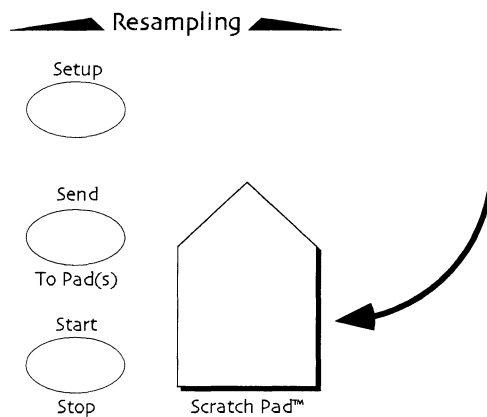 Resampling
Setup
Send
To Pad(s)
Start
Stop
Scratch Pad™